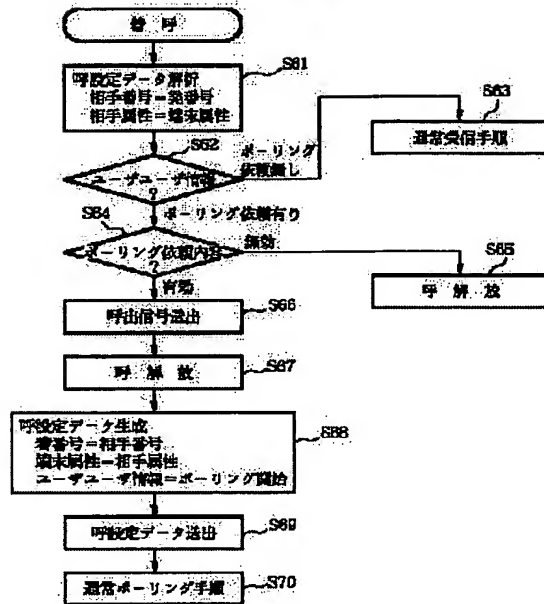 着 呼
S61
呼設定データ解析
相手番号=発番号
相手属性=端末属性
S62
ユーザユーザ情報
?
ポーリング
依頼無し
S63
通常受信手順
ポーリング依頼有り
S64
ポーリング依頼内容
?
無効
S65
呼 解 放
有効
呼出信号送出
S66
呼 解 放
S67
呼設定データ生成
着番号=相手番号
端末属性=相手属性
ユーザユーザ情報=ポーリング開始
S68
呼設定データ送出
S69
通常ポーリング手順
S70